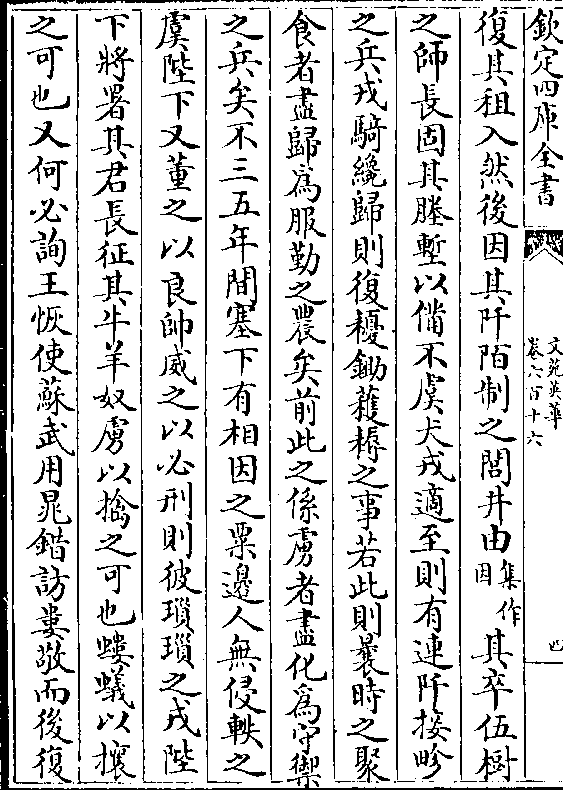 欽定四庫全書
文苑英華
卷六百十六
四
復其租入然後因其阡陌制之閭井由集作因其卒伍樹
之師長固其塍塹以備不虞犬戎適至則有連阡接畛
之兵戎騎纔歸則復耰鋤䕶槈之事若此則曩時之聚
食者盡歸為服勤之農矣前此之係虜者盡化為守禦
之兵矣不三五年間塞下有相因之粟邊人無侵軼之
虞陛下又董之以良帥威之以必刑則彼瑣瑣之戎陛
下將署其君長征其牛羊奴虜以擒之可也螻蟻以攘
之可也又何必詢王恢使蘇武用晁錯訪婁敬而後復